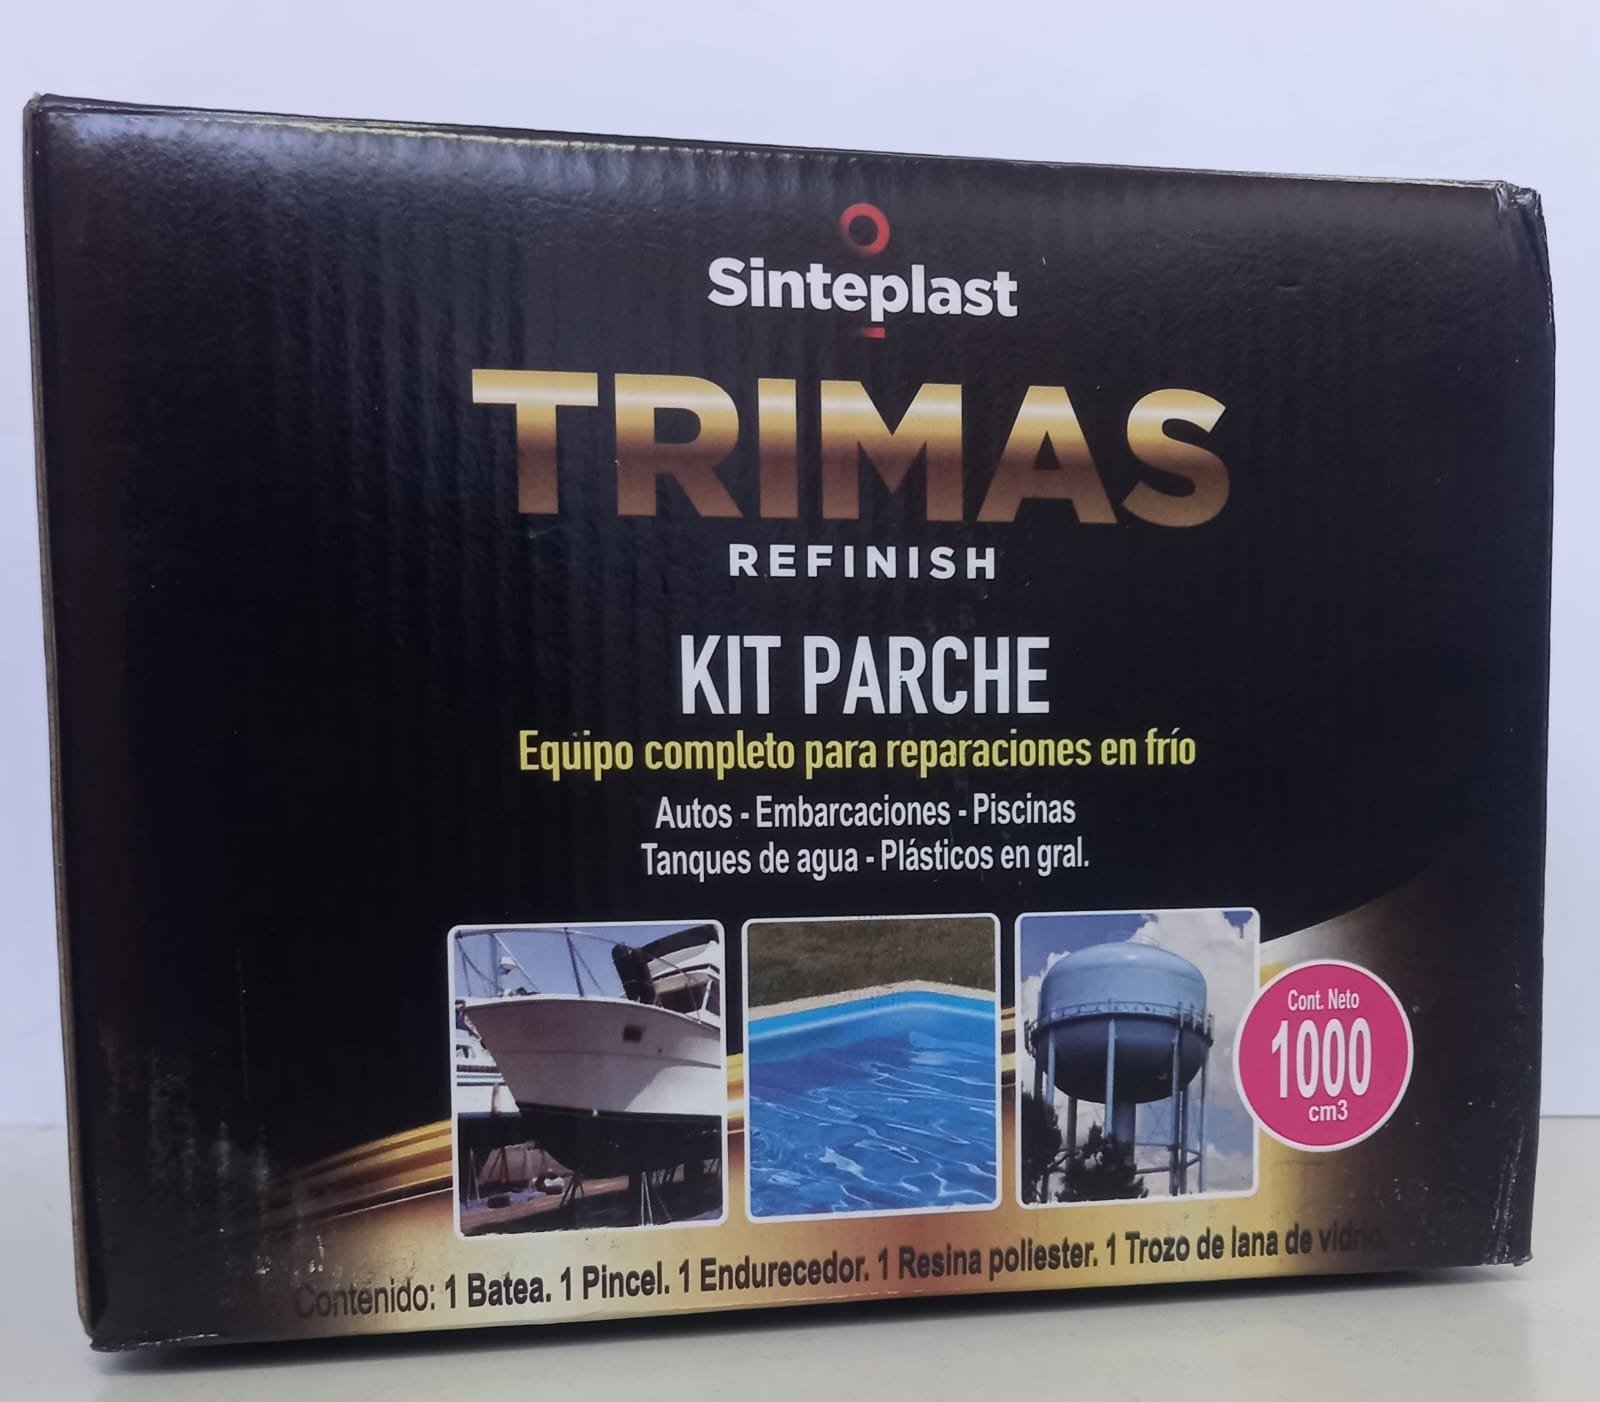 Sinteplast
TRIMAS
REFINISH
KIT PARCHE
Equipo completo para reparaciones en frío
Autos - Embarcaciones - Piscinas
Tanques de agua - Plásticos en gral.
Cont. Neto
1000
cm3
Contenido: 1 Batea. 1 Pincel. 1 Endurecedor. 1 Resina poliester. 1 Trozo de lana de vidrio.